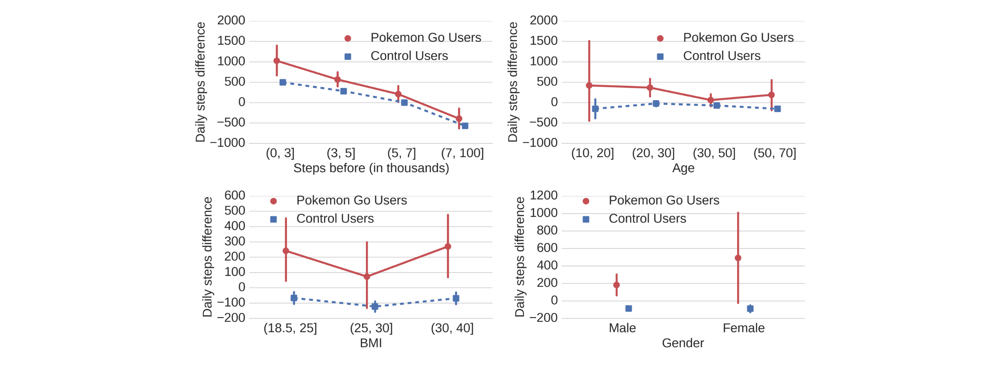 Daily steps difference
2000
1500
1000
500
0
−500
−1000
Pokemon Go Users
Control Users
(0, 3]
(3, 5]
(5, 7]
(7, 100]
Steps before (in thousands)
Daily steps difference
2000
1500
1000
500
0
−500
−1000
Pokemon Go Users
Control Users
(10, 20]
(20, 30]
(30, 50]
(50, 70]
Age
Daily steps difference
600
500
400
300
200
100
0
−100
−200
Pokemon Go Users
Control Users
(18.5, 25]
(25, 30]
(30, 40]
BMI
Daily steps difference
1200
1000
800
600
400
200
0
−200
Pokemon Go Users
Control Users
Male
Female
Gender